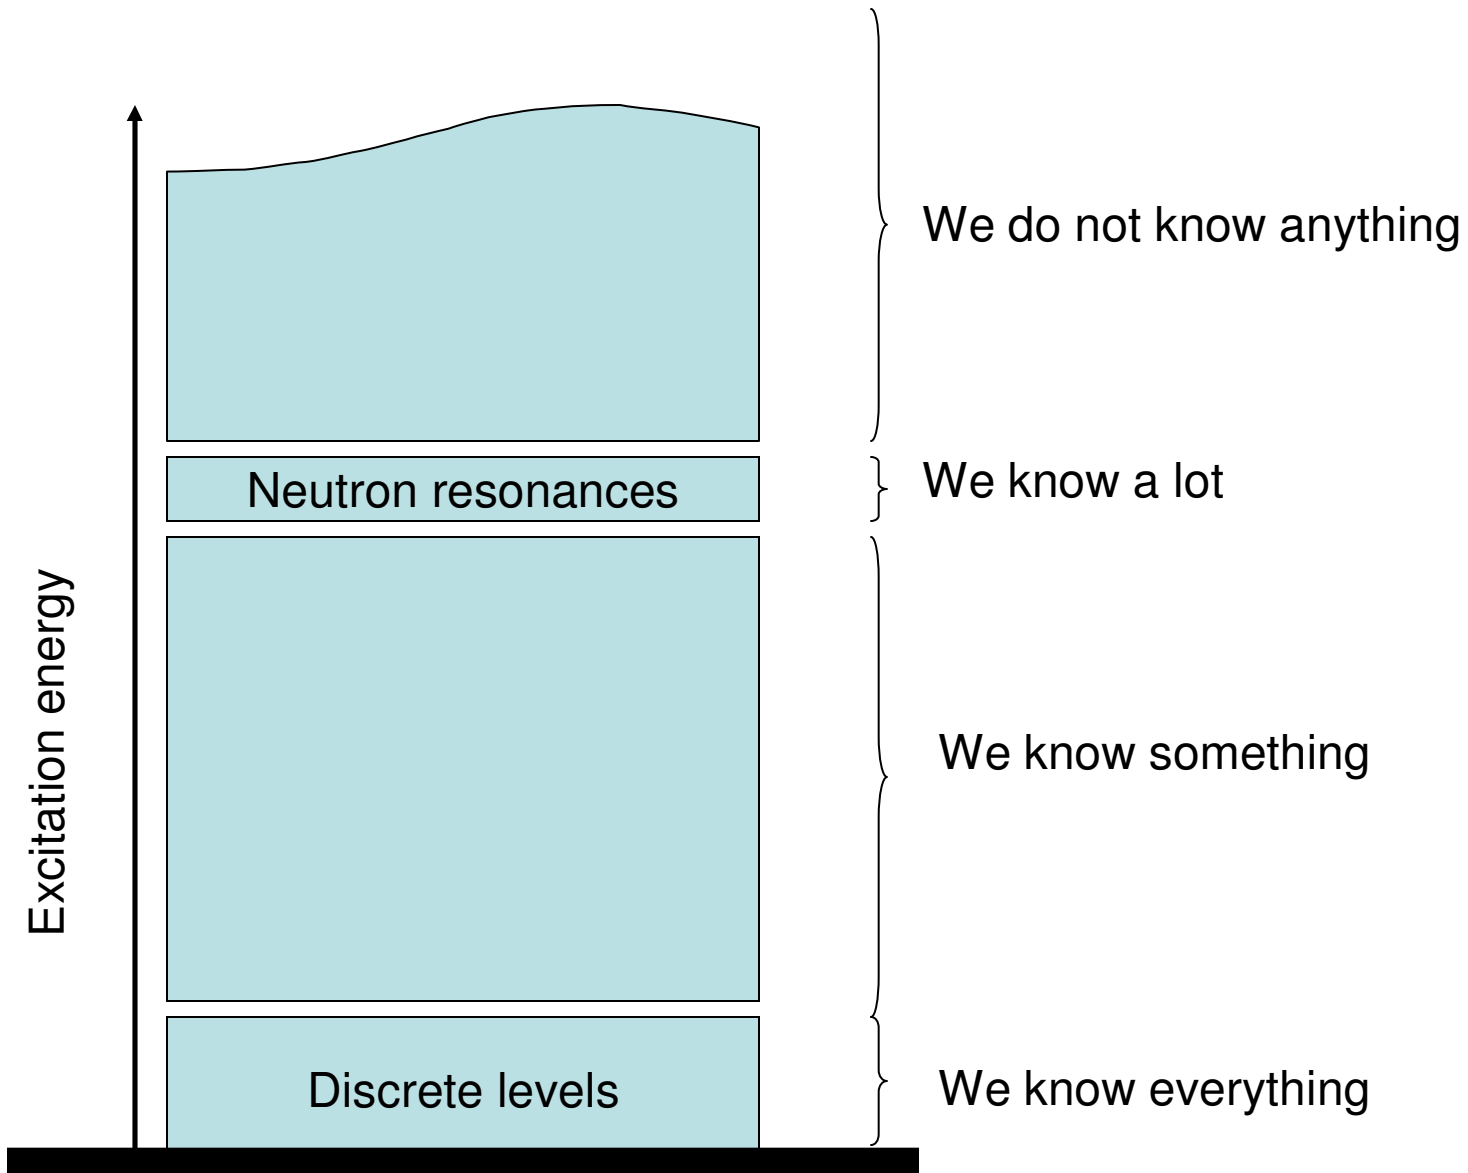 We do not know anything
Neutron resonances
We know a lot
Excitation energy
We know something
Discrete levels
We know everything